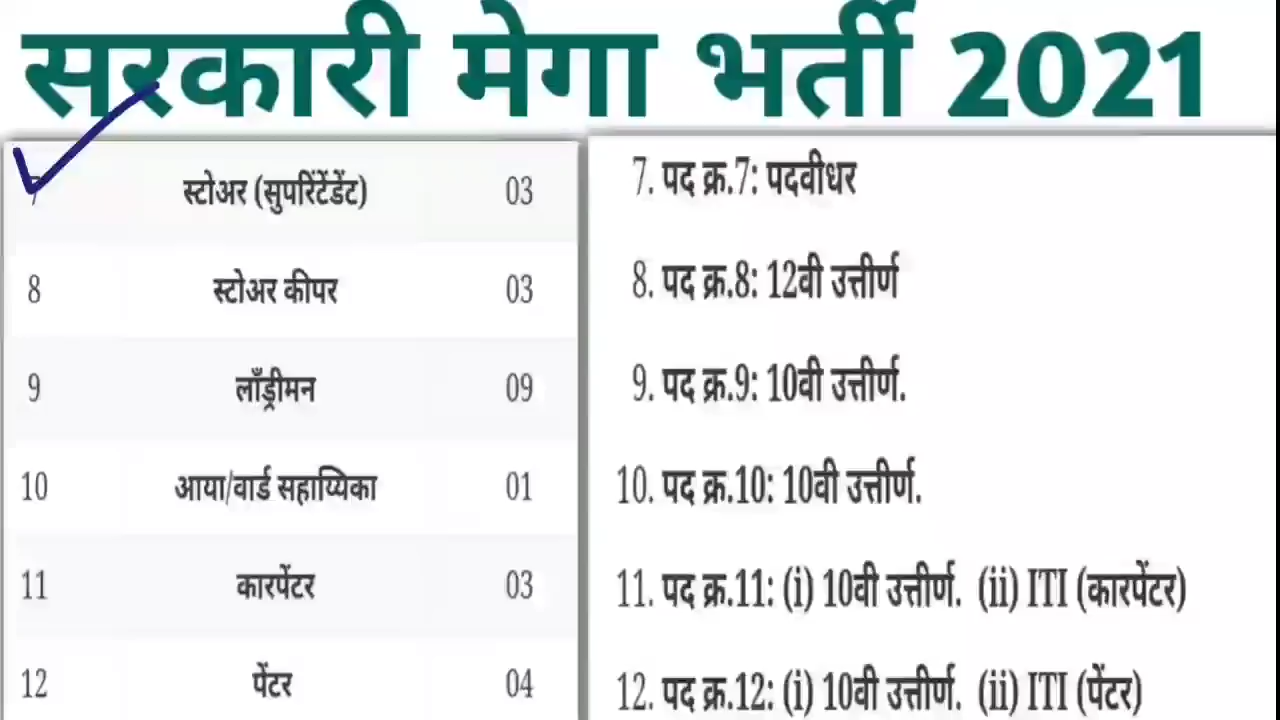 सरकारी मेगा भर्ती 2021
7 स्टोअर (सुपरिंटेंडेंट) 03
8 स्टोअर कीपर 03
9 लाँड्रीमन 09
10 आया/वार्ड सहाय्यिका 01
11 कारपेंटर 03
12 पेंटर 04
7. पद क्र.7: पदवीधर
8. पद क्र.8: 12वी उत्तीर्ण
9. पद क्र.9: 10वी उत्तीर्ण.
10. पद क्र.10: 10वी उत्तीर्ण.
11. पद क्र.11: (i) 10वी उत्तीर्ण. (ii) ITI (कारपेंटर)
12. पद क्र.12: (i) 10वी उत्तीर्ण. (ii) ITI (पेंटर)